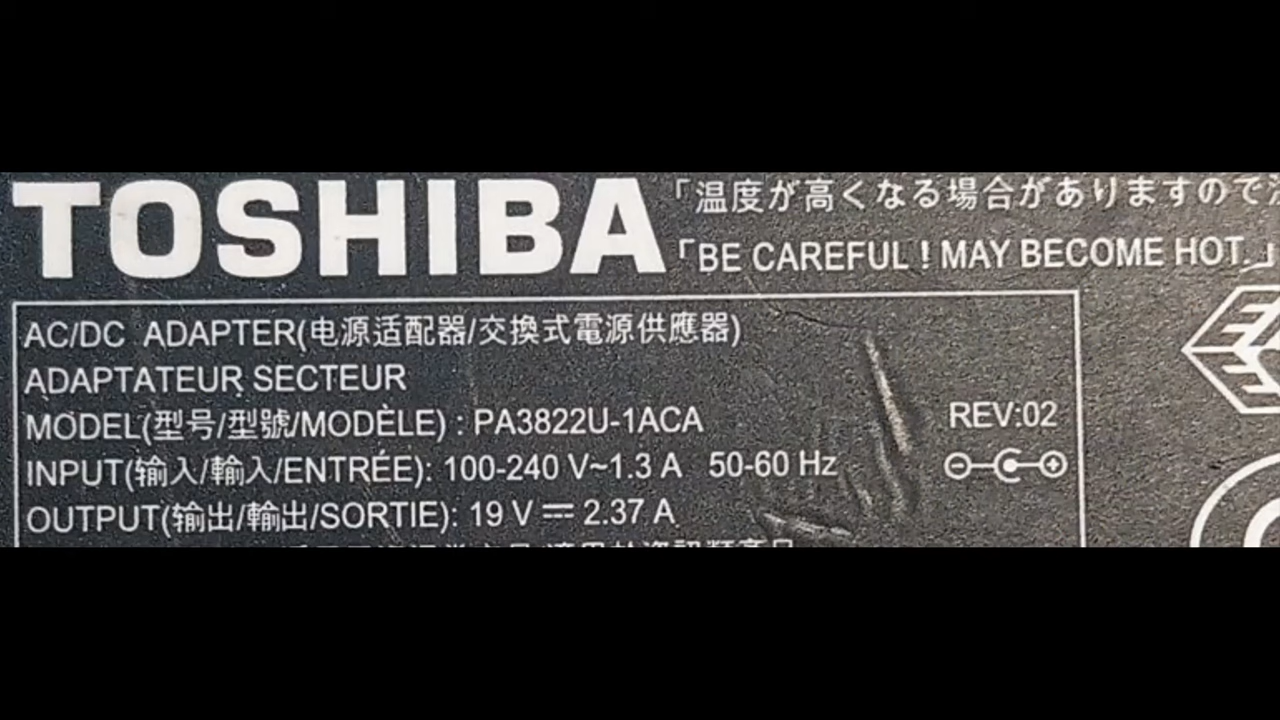 TOSHIBA
「温度が高くなる場合がありますので
「BE CAREFUL ! MAY BECOME HOT.」
AC/DC ADAPTER(电源适配器/交換式電源供應器)
ADAPTATEUR SECTEUR
MODEL(型号/型號/MODÈLE) : PA3822U-1ACA
REV:02
INPUT(输入/輸入/ENTRÉE): 100-240 V~1.3 A 50-60 Hz
OUTPUT(输出/輸出/SORTIE): 19 V ⎓ 2.37 A